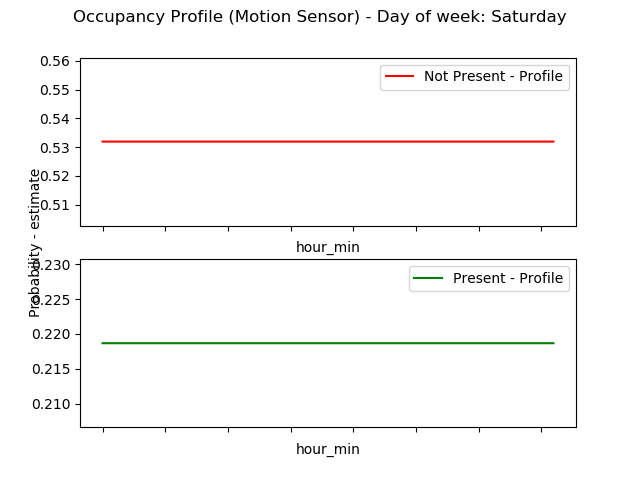 Occupancy Profile (Motion Sensor) - Day of week: Saturday
0.56
0.55
0.54
0.53
0.52
0.51
Not Present - Profile
hour_min
Probability - estimate
0.230
0.225
0.220
0.215
0.210
Present - Profile
hour_min